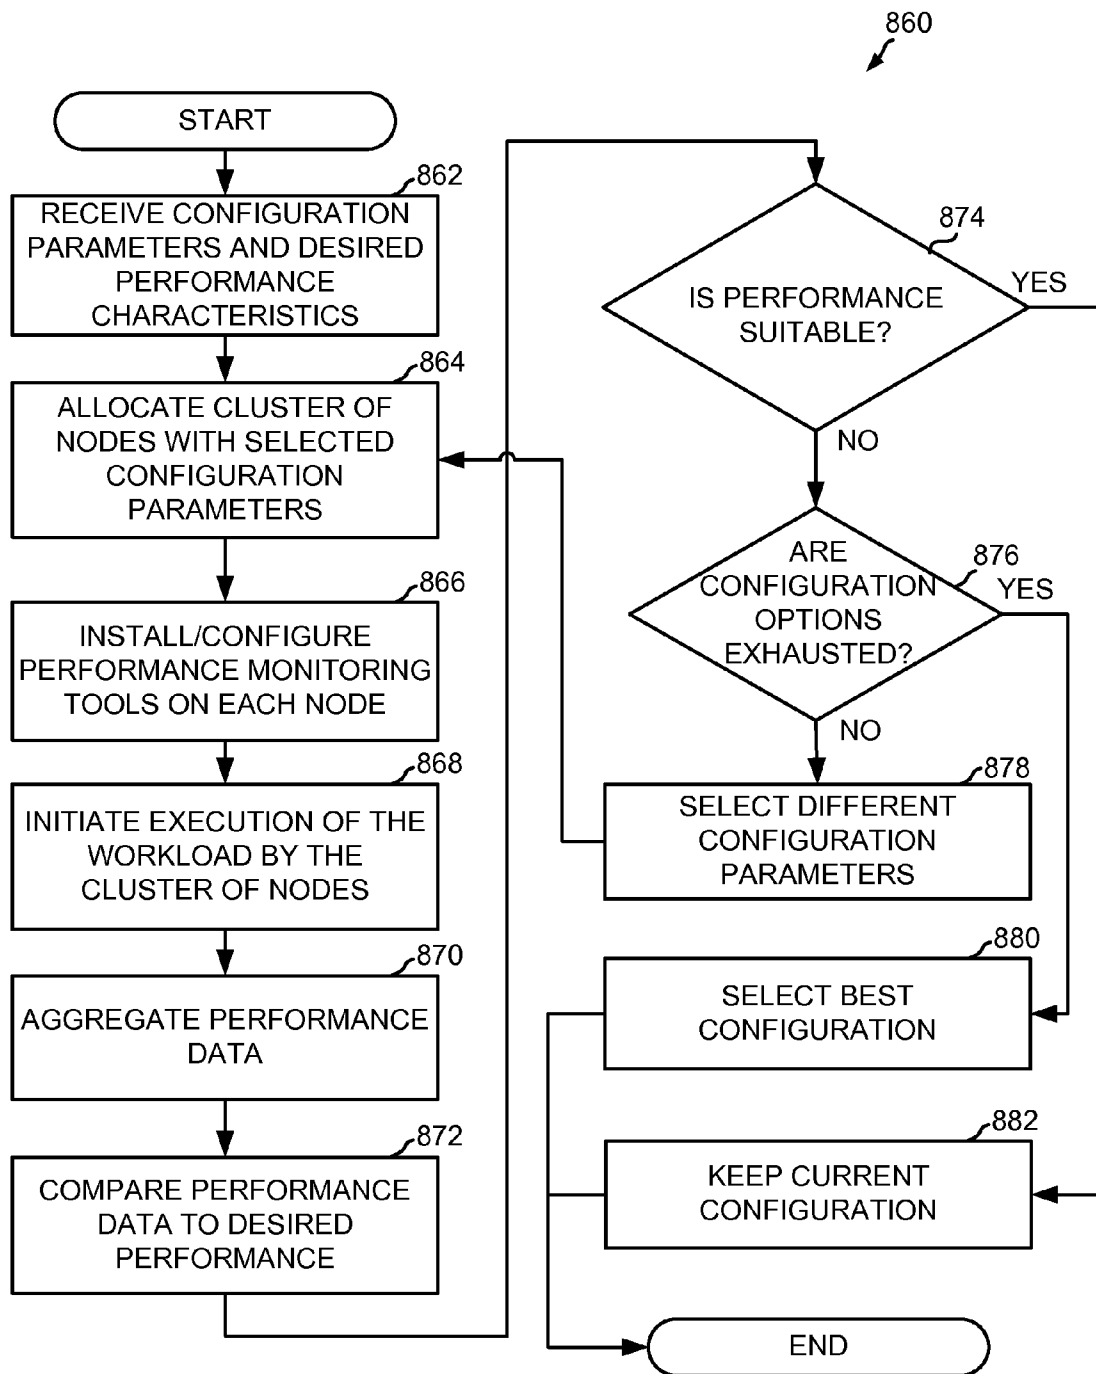 860
START
862
RECEIVE CONFIGURATION
PARAMETERS AND DESIRED
PERFORMANCE
CHARACTERISTICS
864
ALLOCATE CLUSTER OF
NODES WITH SELECTED
CONFIGURATION
PARAMETERS
866
INSTALL/CONFIGURE
PERFORMANCE MONITORING
TOOLS ON EACH NODE
868
INITIATE EXECUTION OF THE
WORKLOAD BY THE
CLUSTER OF NODES
870
AGGREGATE PERFORMANCE
DATA
872
COMPARE PERFORMANCE
DATA TO DESIRED
PERFORMANCE
874
IS PERFORMANCE
SUITABLE?
YES
NO
876
ARE
CONFIGURATION
OPTIONS
EXHAUSTED?
YES
NO
878
SELECT DIFFERENT
CONFIGURATION
PARAMETERS
880
SELECT BEST
CONFIGURATION
882
KEEP CURRENT
CONFIGURATION
END